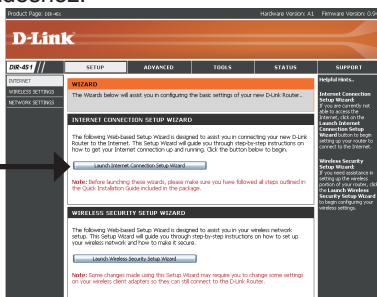 Product Page: DIR-451 Hardware Version: A1 Firmware Version: 0.9
D-Link
DIR-451 SETUP ADVANCED TOOLS STATUS SUPPORT
INTERNET
WIRELESS SETTINGS
NETWORK SETTINGS
WIZARD
The Wizards below will assist you in configuring the basic settings of your new D-Link Router..
INTERNET CONNECTION SETUP WIZARD
The following Web-based Setup Wizard is designed to assist you in connecting your new D-Link
Router to the Internet. This Setup Wizard will guide you through step-by-step instructions on
how to get your Internet connection up and running. Click the button below to begin.
Launch Internet Connection Setup Wizard
Note: Before launching these wizards, please make sure you have followed all steps outlined in
the Quick Installation Guide included in the package.
WIRELESS SECURITY SETUP WIZARD
The following Web-based Setup Wizard is designed to assist you in your wireless network
setup. This Setup Wizard will guide you through step-by-step instructions on how to set up
your wireless network and how to make it secure.
Launch Wireless Security Setup Wizard
Note: Some changes made using this Setup Wizard may require you to change some settings
on your wireless client adapters so they can still connect to the D-Link Router.
Helpful Hints..
Internet Connection
Setup Wizard:
If you are currently not
able to access the
Internet, click on the
Launch Internet
Connection Setup
Wizard button to begin
setting up your router to
connect to the Internet.
Wireless Security
Setup Wizard:
If you need assistance in
setting up the wireless
portion of your router, click
the Launch Wireless
Security Setup Wizard
to begin configuring your
wireless settings.